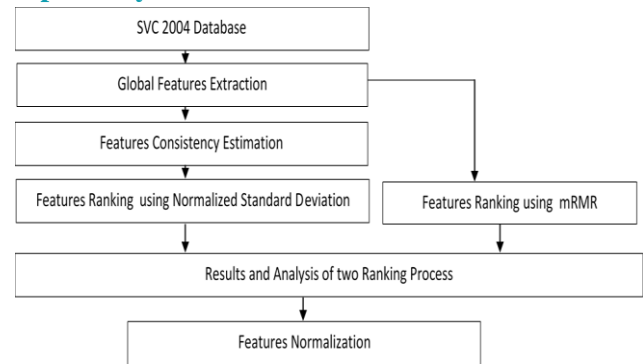 SVC 2004 Database
Global Features Extraction
Features Consistency Estimation
Features Ranking using Normalized Standard Deviation
Features Ranking using mRMR
Results and Analysis of two Ranking Process
Features Normalization